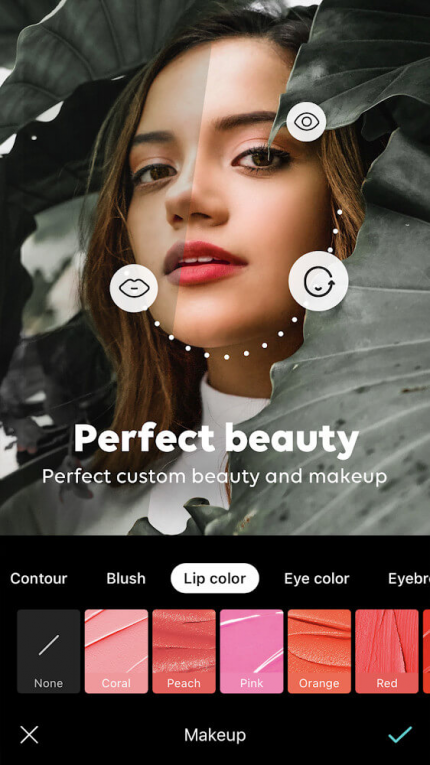 Perfect beauty
Perfect custom beauty and makeup
Contour Blush Lip color Eye color Eyebr
None Coral Peach Pink Orange Red
Makeup